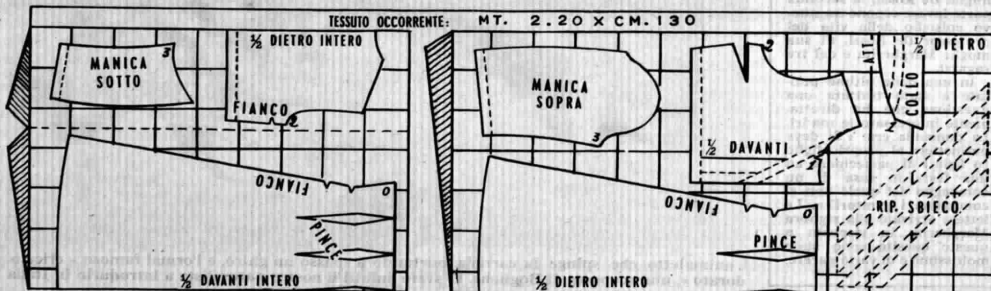 TESSUTO OCCORRENTE: MT. 2.20 X CM. 130
MANICA
SOTTO
3
½ DIETRO INTERO
FIANCO
2
FIANCO
0
PINCE
½ DAVANTI INTERO
MANICA
SOPRA
3
2
½ DAVANTI
1
ATT.
COLLO
1
½ DIETRO
RIP. SBIECO
FIANCO
0
PINCE
½ DIETRO INTERO